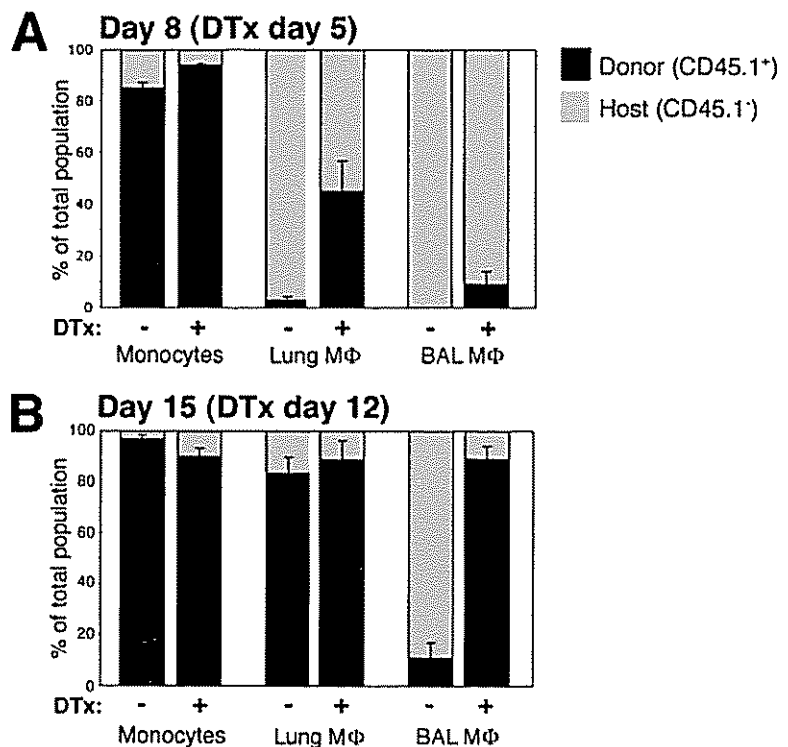 A Day 8 (DTx day 5)
Donor (CD45.1⁺)
Host (CD45.1⁻)
% of total population
100
80
60
40
20
0
DTx: - + - + - +
Monocytes Lung MΦ BAL MΦ
B Day 15 (DTx day 12)
% of total population
100
80
60
40
20
0
DTx: - + - + - +
Monocytes Lung MΦ BAL MΦ